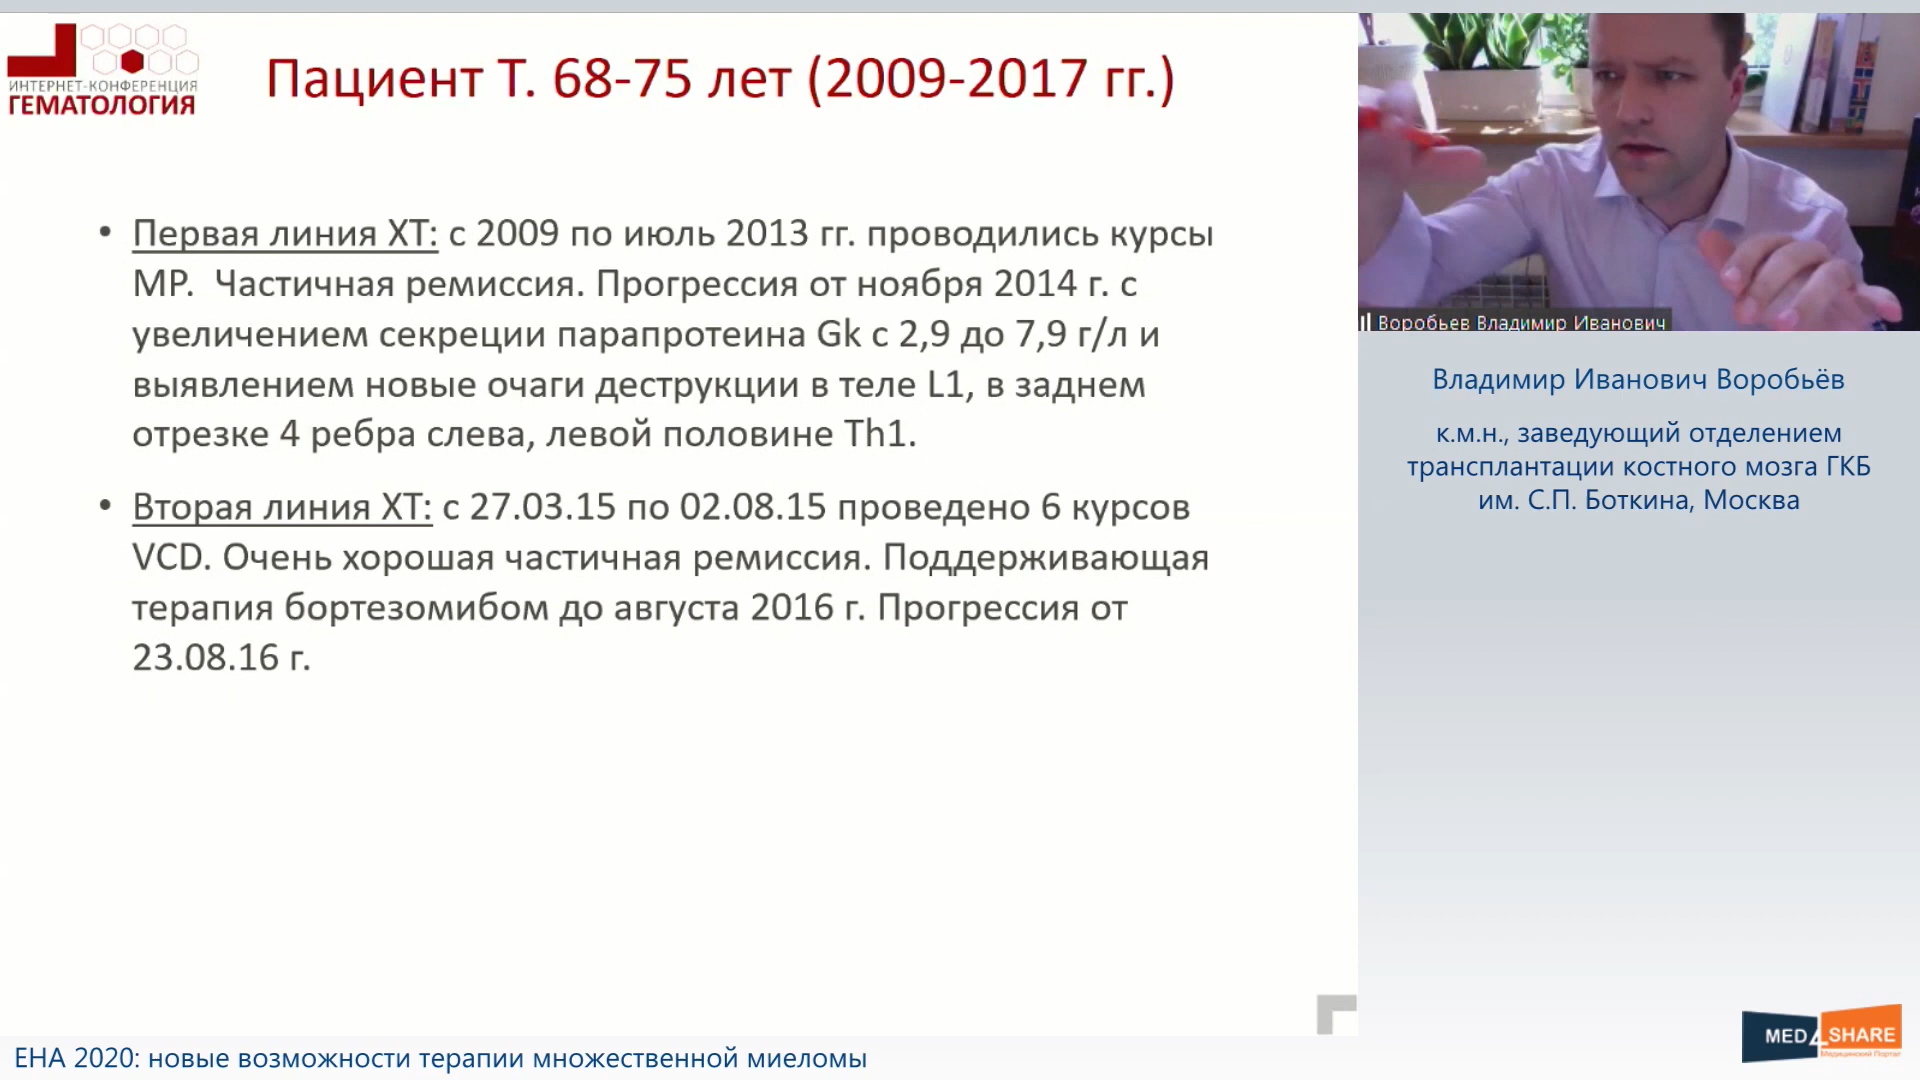 ИНТЕРНЕТ-КОНФЕРЕНЦИЯ
ГЕМАТОЛОГИЯ
Пациент Т. 68-75 лет (2009-2017 гг.)
• Первая линия ХТ: с 2009 по июль 2013 гг. проводились курсы
МР. Частичная ремиссия. Прогрессия от ноября 2014 г. с
увеличением секреции парапротеина Gk с 2,9 до 7,9 г/л и
выявлением новые очаги деструкции в теле L1, в заднем
отрезке 4 ребра слева, левой половине Th1.
• Вторая линия ХТ: с 27.03.15 по 02.08.15 проведено 6 курсов
VCD. Очень хорошая частичная ремиссия. Поддерживающая
терапия бортезомибом до августа 2016 г. Прогрессия от
23.08.16 г.
Воробьев Владимир Иванович
Владимир Иванович Воробьёв
к.м.н., заведующий отделением
трансплантации костного мозга ГКБ
им. С.П. Боткина, Москва
MED4SHARE
Медицинский Портал
ЕНА 2020: новые возможности терапии множественной миеломы